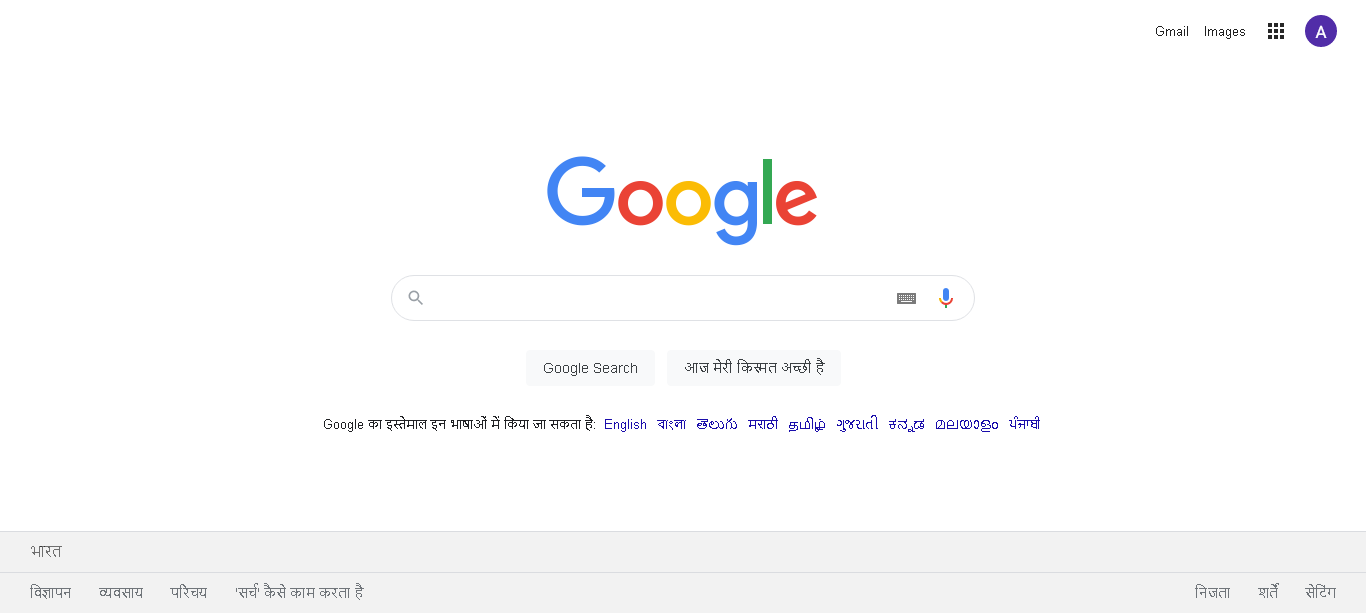 Gmail Images A
Google
Google Search आज मेरी किस्मत अच्छी है
Google का इस्तेमाल इन भाषाओं में किया जा सकता है: English বাংলা తెలుగు मराठी தமிழ் ગુજરાતી ಕನ್ನಡ മലയാളം ਪੰਜਾਬੀ
भारत
विज्ञापन व्यवसाय परिचय 'सर्च' कैसे काम करता है निजता शर्तें सेटिंग